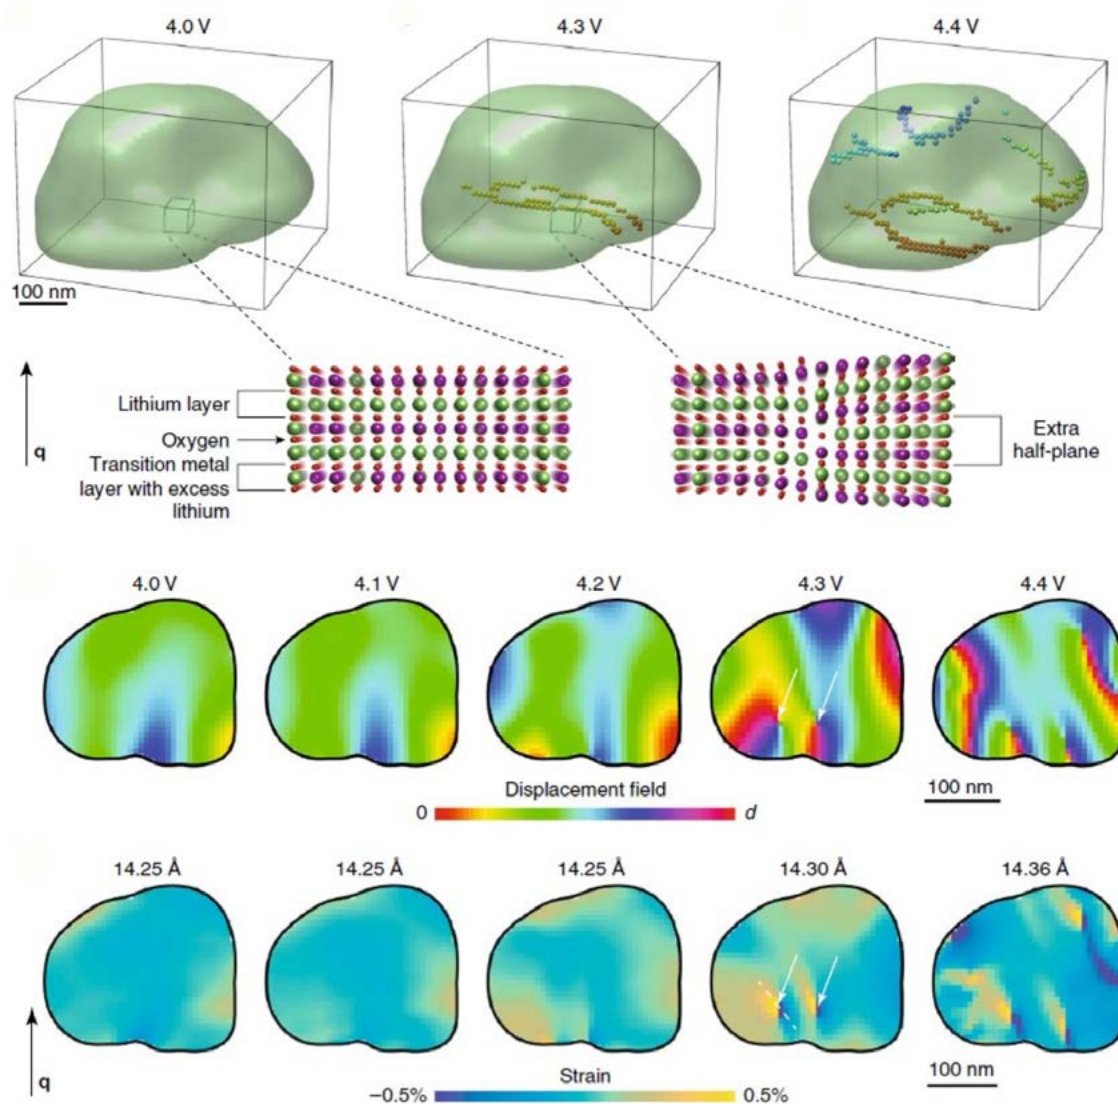 4.0 V
4.3 V
4.4 V
100 nm
q
Lithium layer
Oxygen
Transition metal
layer with excess
lithium
Extra
half-plane
4.0 V
4.1 V
4.2 V
4.3 V
4.4 V
Displacement field
0
d
100 nm
14.25 Å
14.25 Å
14.25 Å
14.30 Å
14.36 Å
q
Strain
−0.5%
0.5%
100 nm